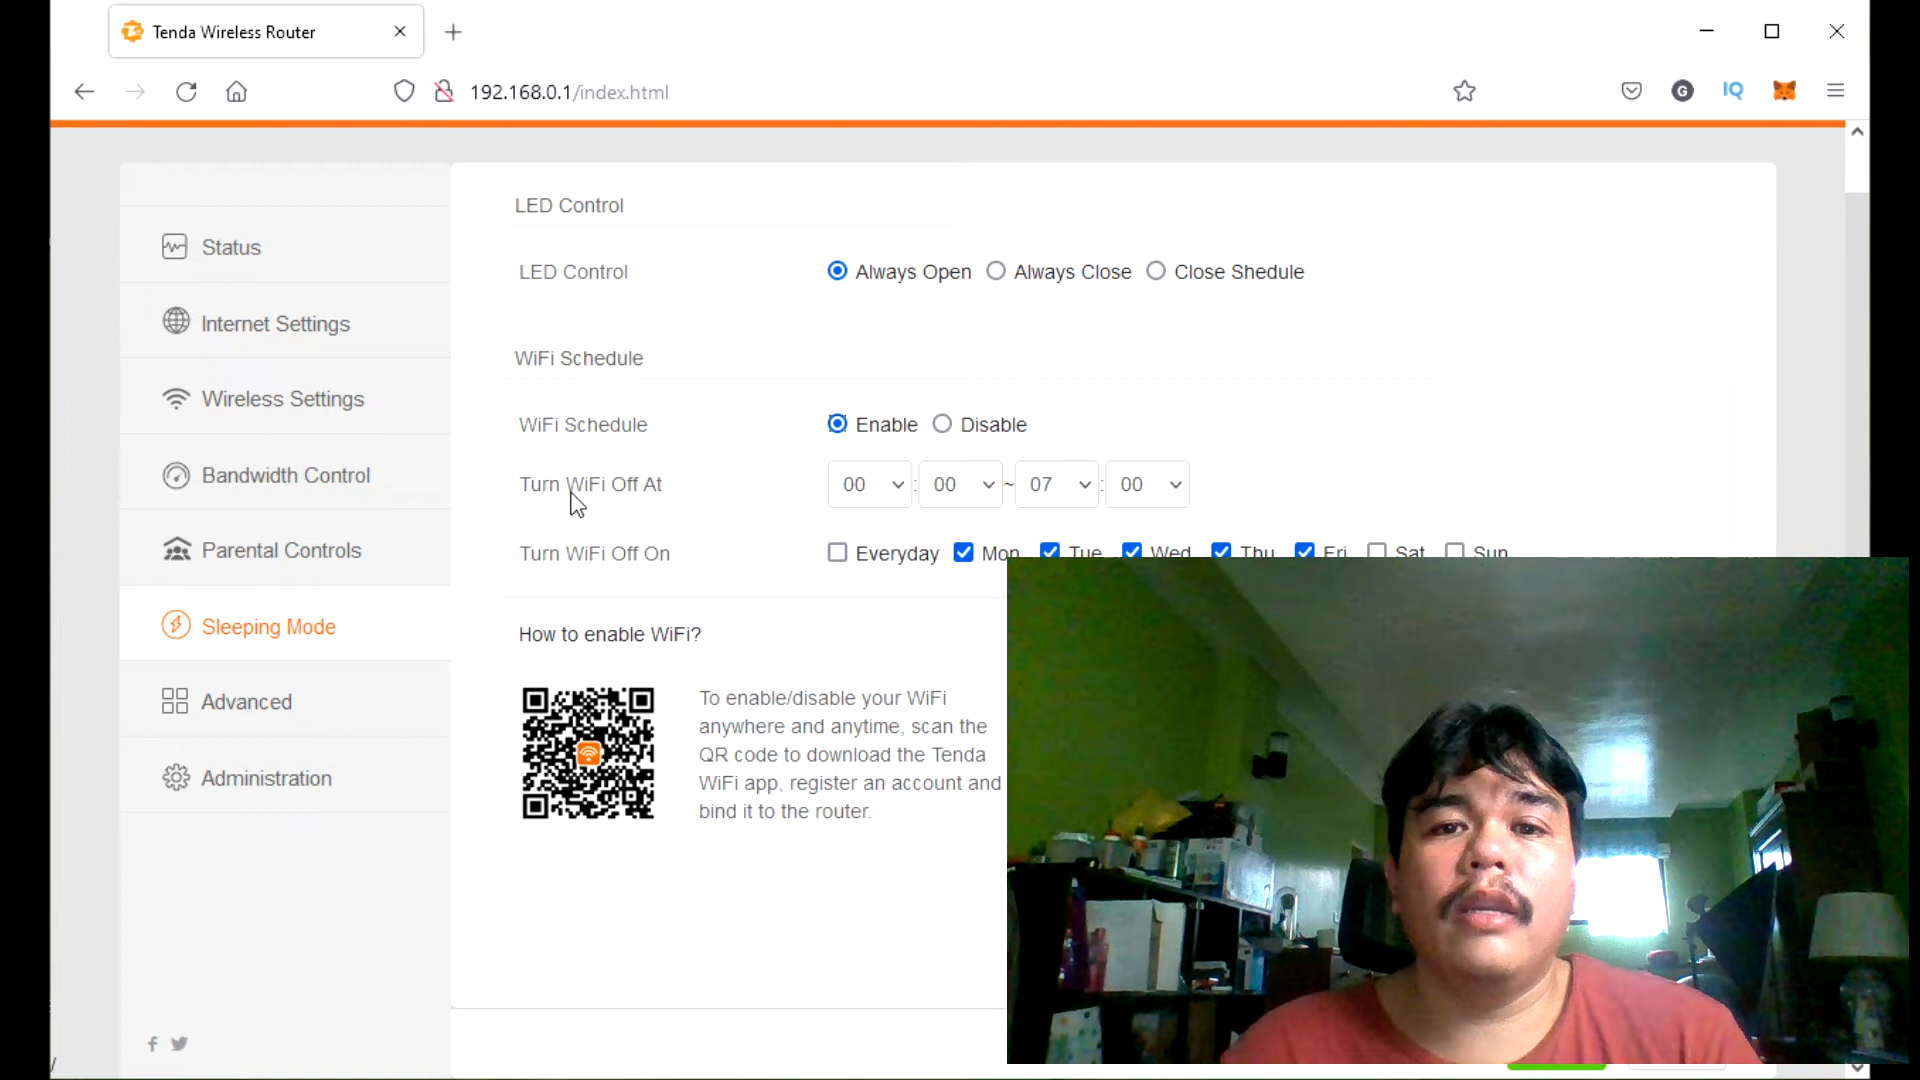 Tenda Wireless Router
192.168.0.1/index.html
G
IQ
LED Control
LED Control Always Open Always Close Close Shedule
WiFi Schedule
WiFi Schedule Enable Disable
Turn WiFi Off At 00 : 00 ~ 07 : 00
Turn WiFi Off On Everyday Mon Tue Wed Thu Fri Sat Sun
How to enable WiFi?
To enable/disable your WiFi
anywhere and anytime, scan the
QR code to download the Tenda
WiFi app, register an account and
bind it to the router.
Status
Internet Settings
Wireless Settings
Bandwidth Control
Parental Controls
Sleeping Mode
Advanced
Administration